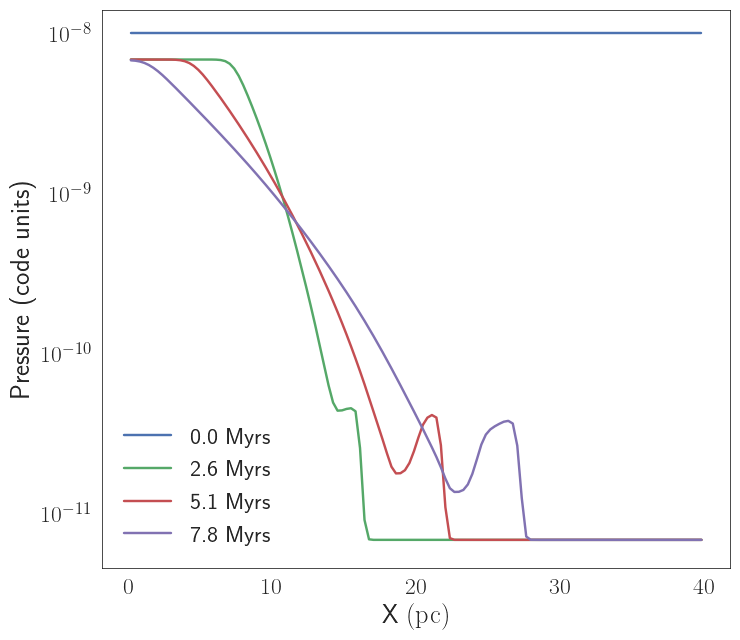 Pressure (code units)
10⁻⁸
10⁻⁹
10⁻¹⁰
10⁻¹¹
0.0 Myrs
2.6 Myrs
5.1 Myrs
7.8 Myrs
0 10 20 30 40
X (pc)